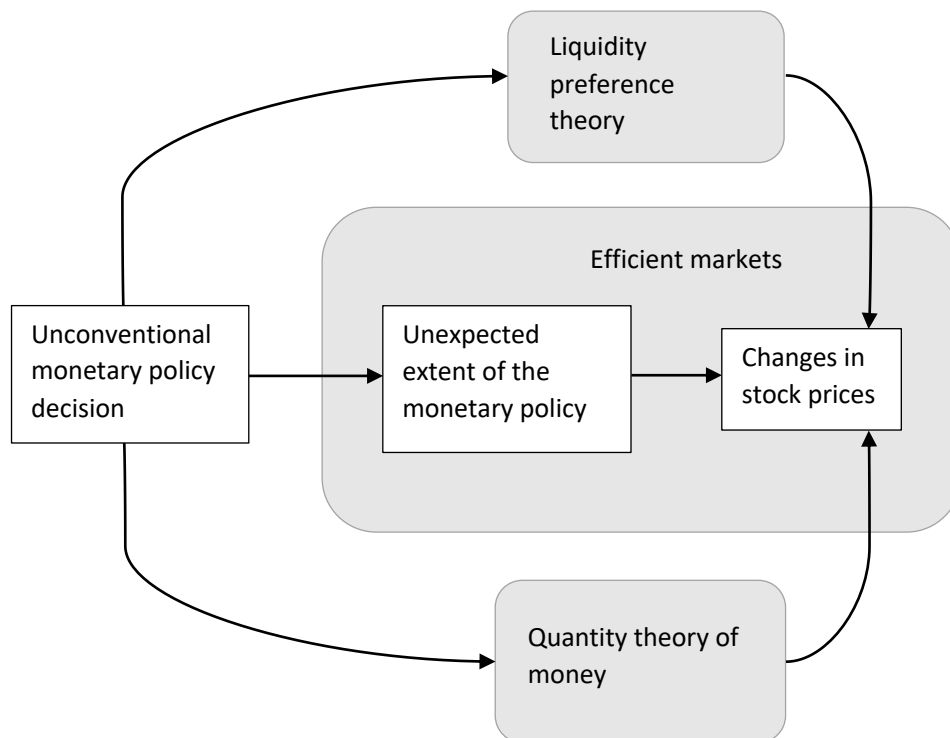 Liquidity
preference
theory
Efficient markets
Unconventional
monetary policy
decision
Unexpected
extent of the
monetary policy
Changes in
stock prices
Quantity theory of
money